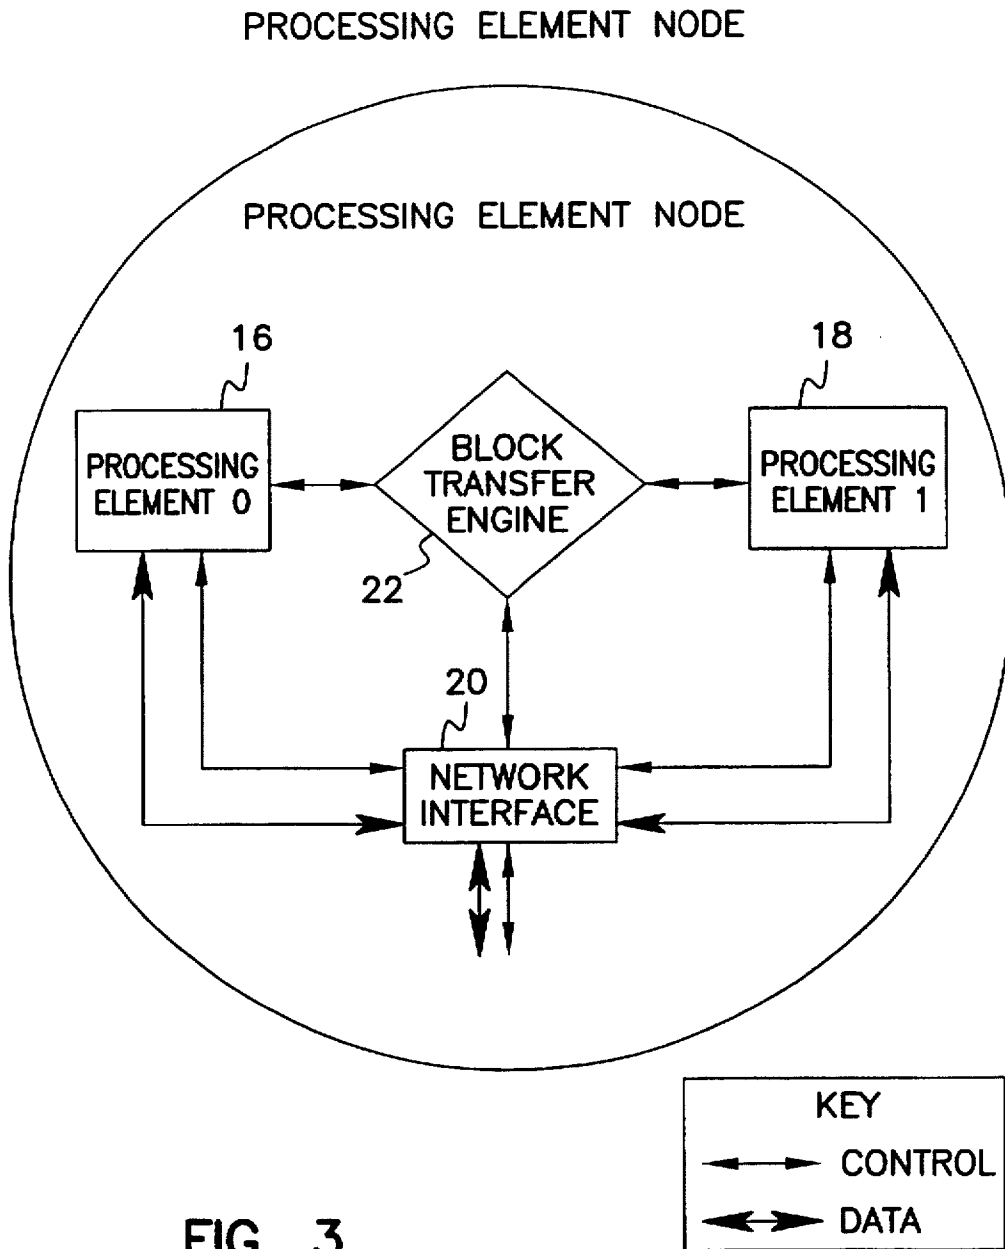 PROCESSING ELEMENT NODE
PROCESSING ELEMENT NODE
16
18
PROCESSING
ELEMENT 0
BLOCK
TRANSFER
ENGINE
PROCESSING
ELEMENT 1
22
20
NETWORK
INTERFACE
KEY
CONTROL
DATA
FIG. 3